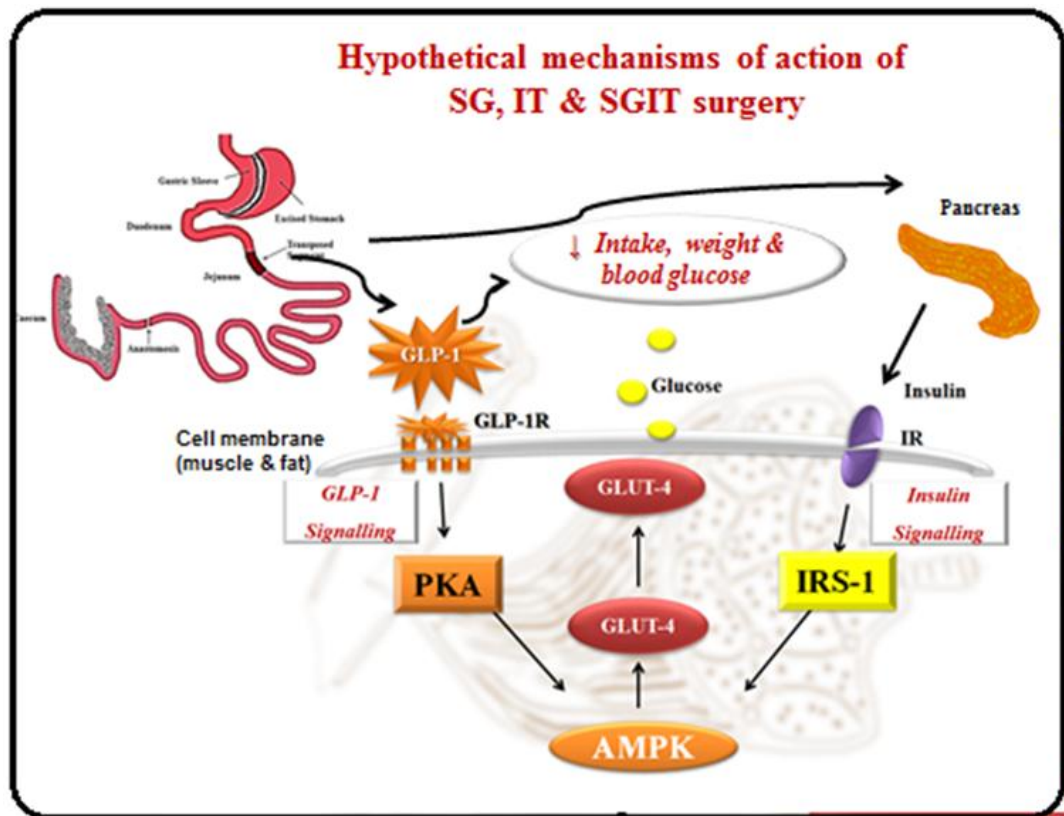 Hypothetical mechanisms of action of
SG, IT & SGIT surgery
Gastric Sleeve
Excised Stomach
Duodenum
Transposed
Segment
Jejunum
Caecum
Anastomosis
Pancreas
↓ Intake, weight &
blood glucose
GLP-1
Glucose
Insulin
GLP-1R
IR
Cell membrane
(muscle & fat)
GLUT-4
GLP-1
Signalling
Insulin
Signalling
PKA
IRS-1
GLUT-4
AMPK